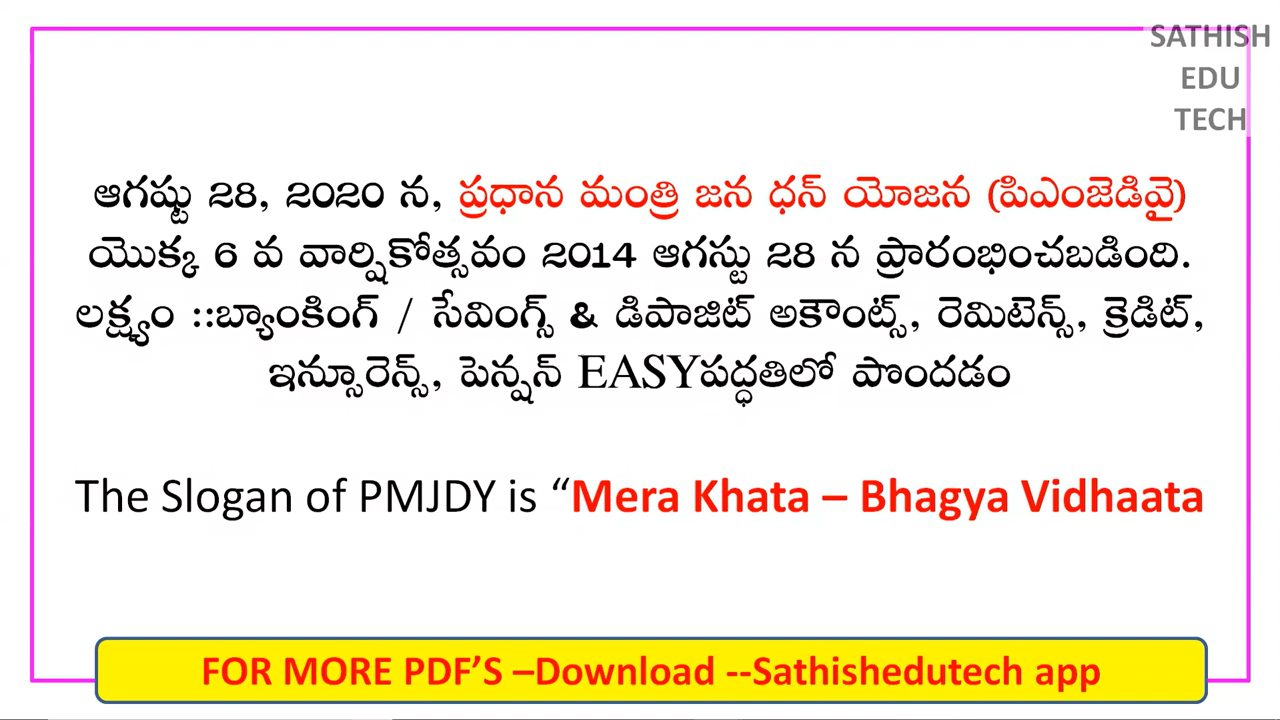 SATHISH
EDU
TECH
ఆగష్టు 28, 2020 న, ప్రధాన మంత్రి జన ధన్ యోజన (పిఎంజెడివై)
యొక్క 6 వ వార్షికోత్సవం 2014 ఆగస్టు 28 న ప్రారంభించబడింది.
లక్ష్యం ::బ్యాంకింగ్ / సేవింగ్స్ & డిపాజిట్ అకౌంట్స్, రెమిటెన్స్, క్రెడిట్,
ఇన్సూరెన్స్, పెన్షన్ EASYపద్ధతిలో పొందడం
The Slogan of PMJDY is “Mera Khata – Bhagya Vidhaata
FOR MORE PDF’S –Download --Sathishedutech app